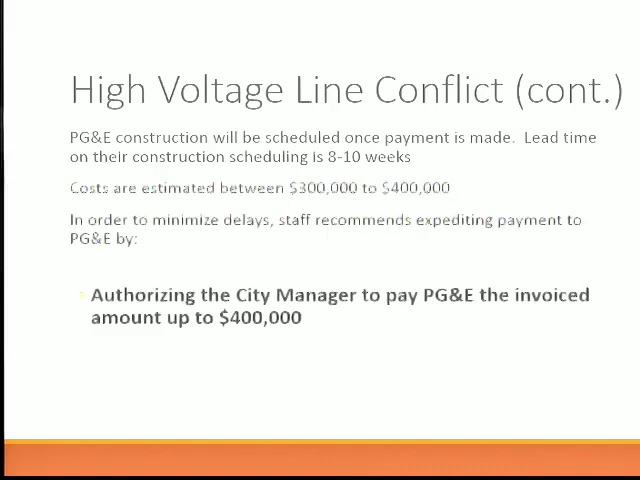 High Voltage Line Conflict (cont.)
PG&E construction will be scheduled once payment is made.  Lead time
on their construction scheduling is 8-10 weeks
Costs are estimated between $300,000 to $400,000
In order to minimize delays, staff recommends expediting payment to
PG&E by:
Authorizing the City Manager to pay PG&E the invoiced
amount up to $400,000